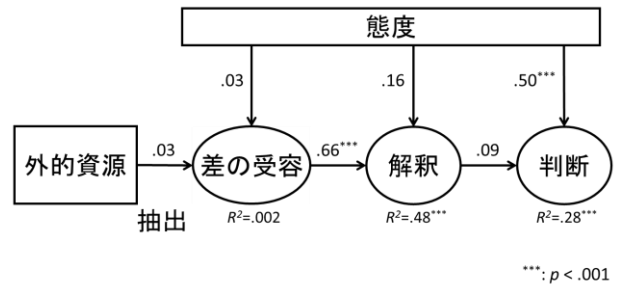 態度
.03
.16
.50***
外的資源
.03
差の受容
.66***
解釈
.09
判断
抽出
R²=.002
R²=.48***
R²=.28***
***: p < .001